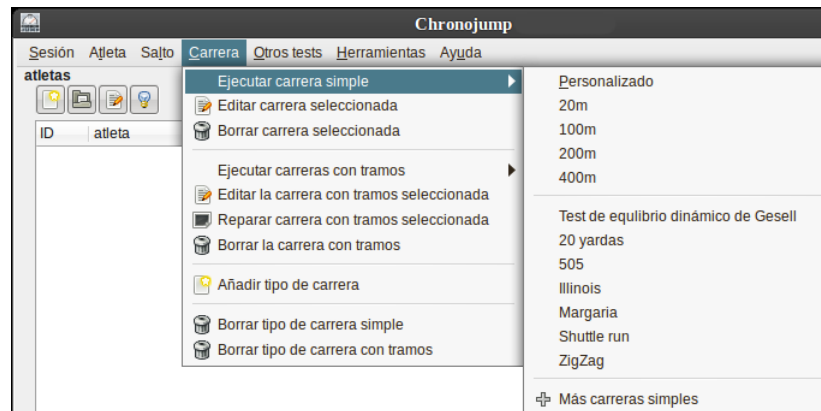 Chronojump
Sesión Atleta Salto Carrera Otros tests Herramientas Ayuda
atletas
ID atleta
Ejecutar carrera simple
Editar carrera seleccionada
Borrar carrera seleccionada
Ejecutar carreras con tramos
Editar la carrera con tramos seleccionada
Reparar carrera con tramos seleccionada
Borrar la carrera con tramos
Añadir tipo de carrera
Borrar tipo de carrera simple
Borrar tipo de carrera con tramos
Personalizado
20m
100m
200m
400m
Test de equlibrio dinámico de Gesell
20 yardas
505
Illinois
Margaria
Shuttle run
ZigZag
Más carreras simples